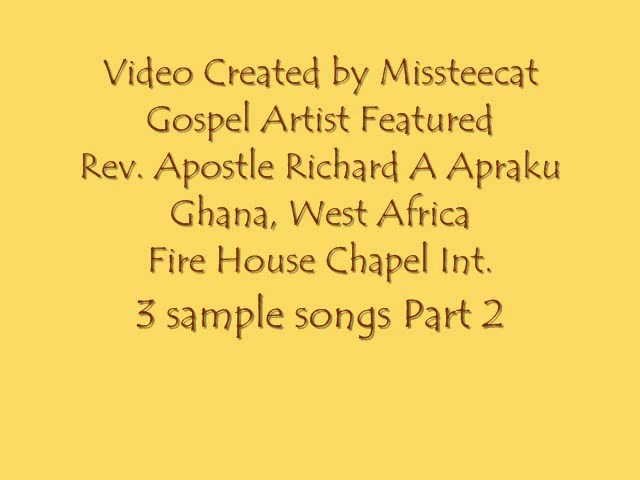 Video Created by Missteecat
Gospel Artist Featured
Rev. Apostle Richard A Apraku
Ghana, West Africa
Fire House Chapel Int.
3 sample songs Part 2